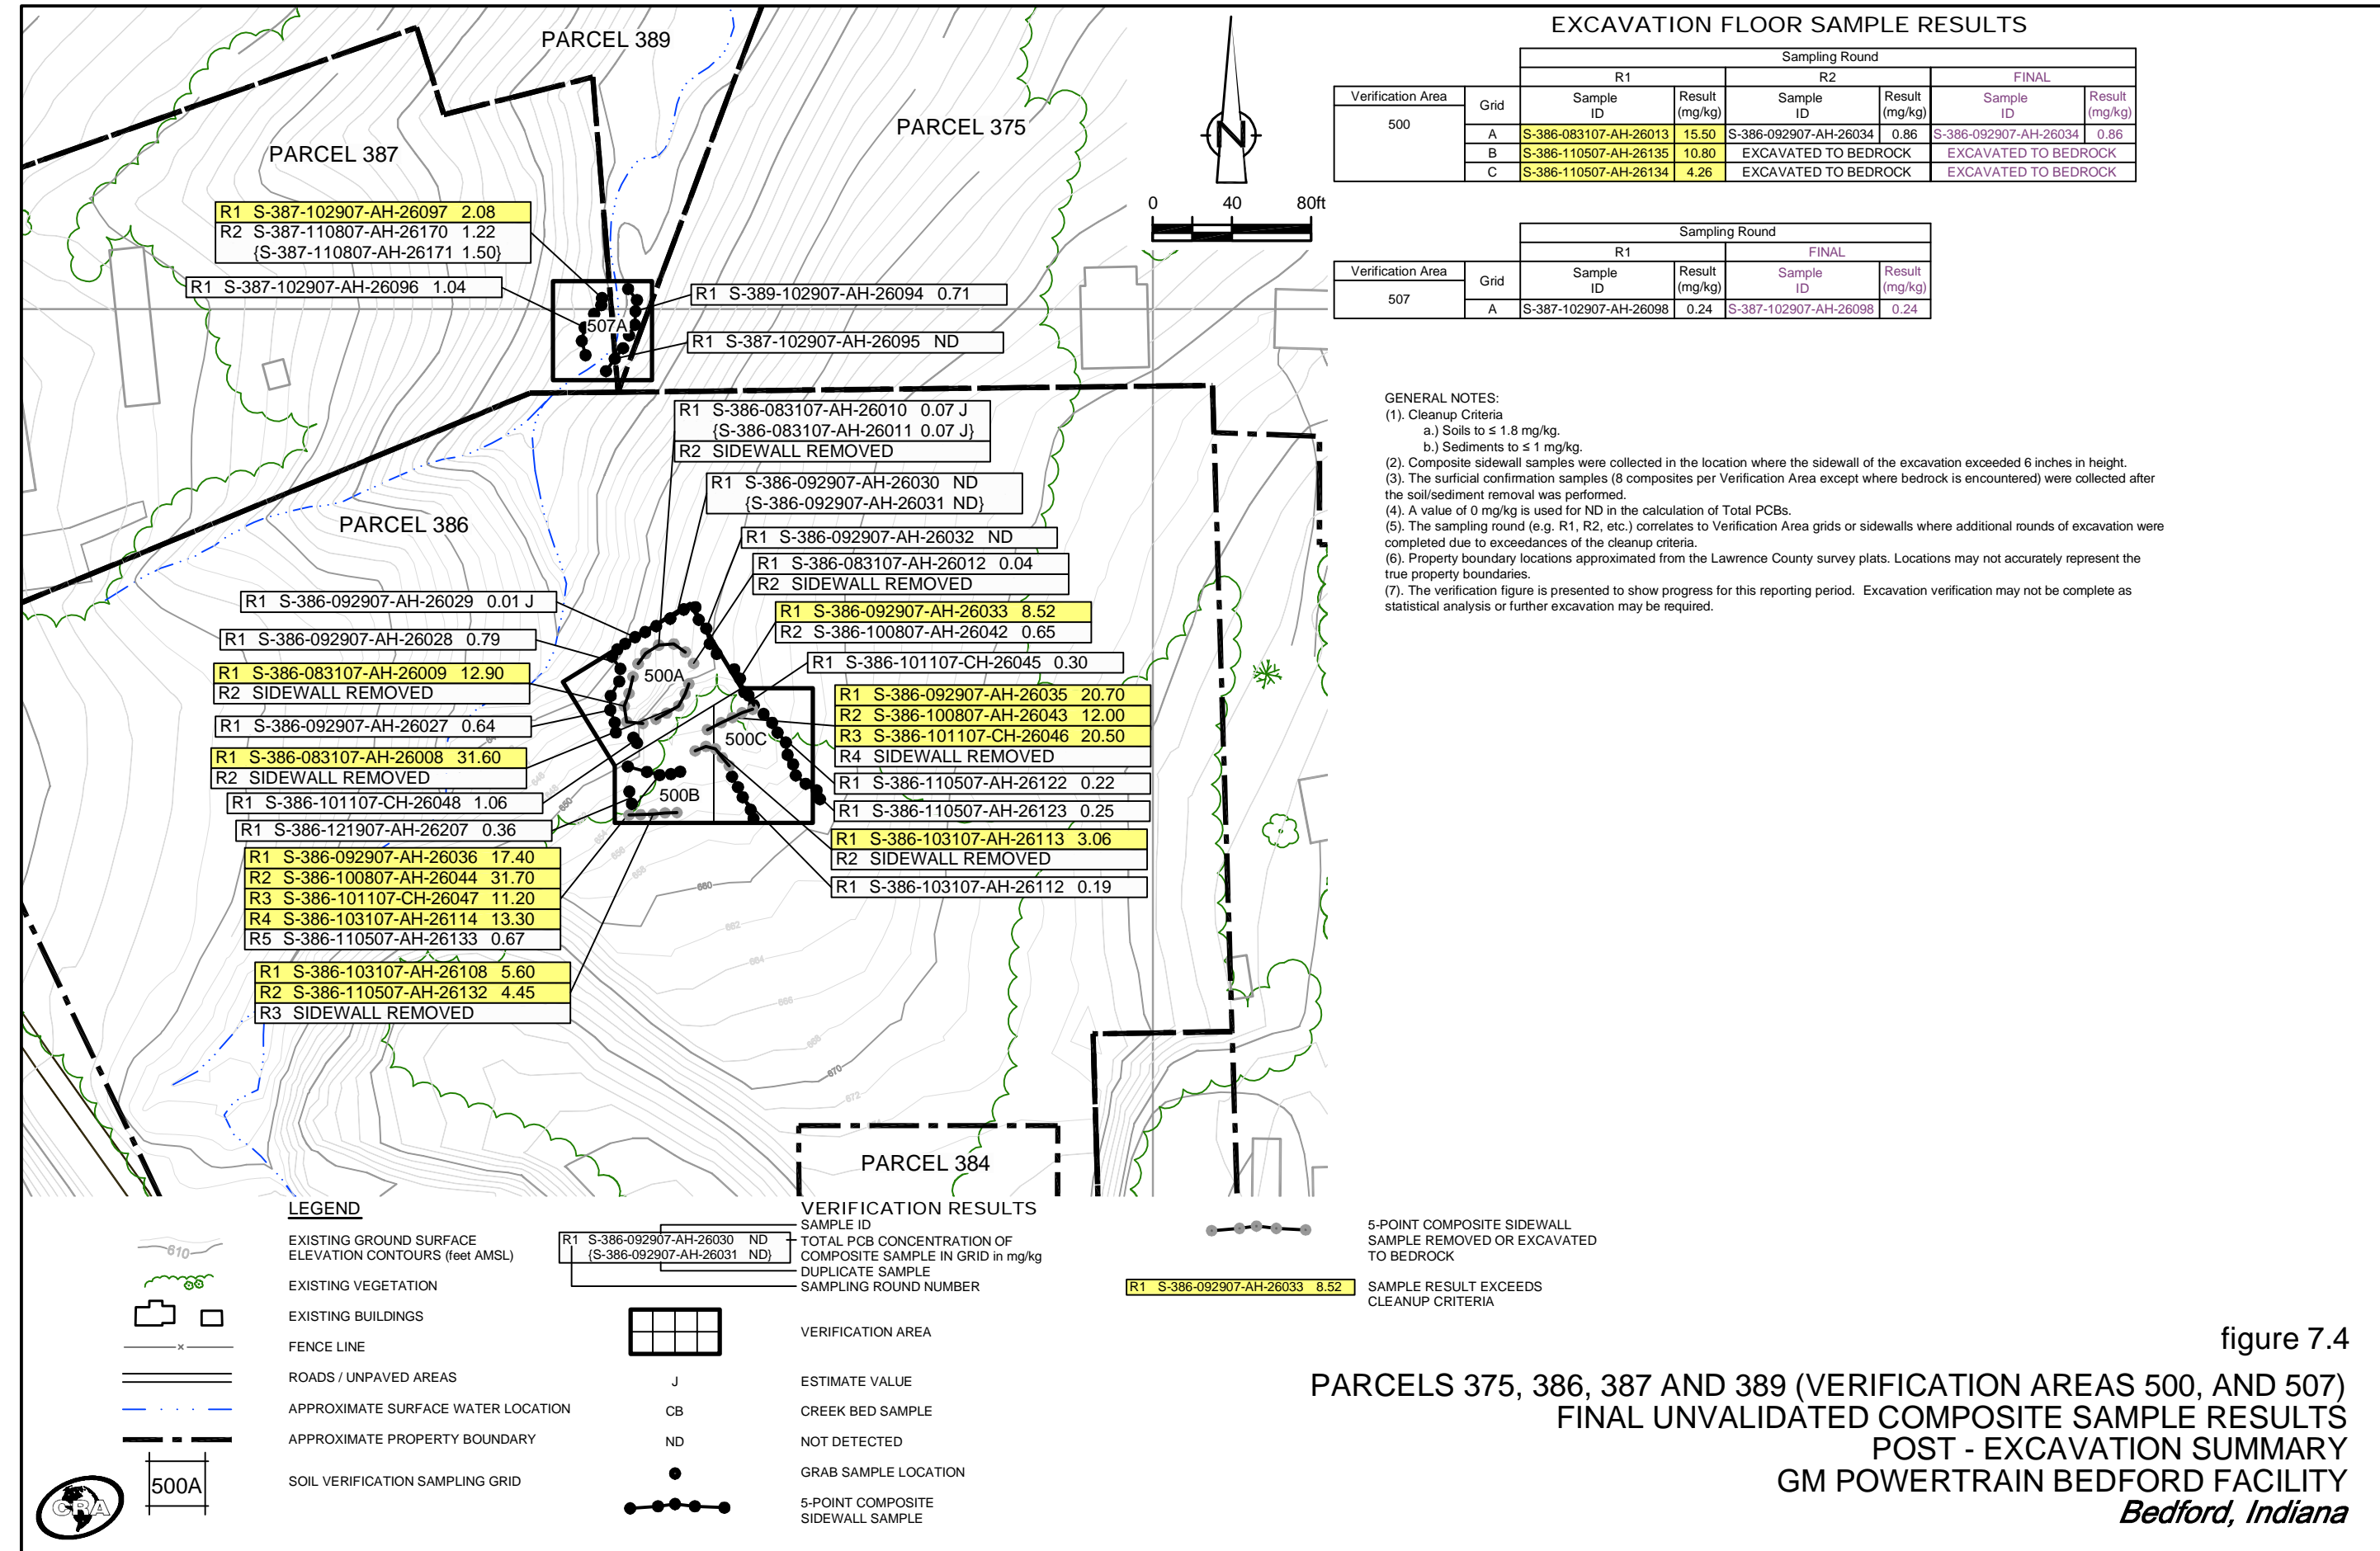 PARCEL 389
PARCEL 375
PARCEL 387
R1 S-387-102907-AH-26097 2.08
R2 S-387-110807-AH-26170 1.22
{S-387-110807-AH-26171 1.50}
R1 S-387-102907-AH-26096 1.04
R1 S-389-102907-AH-26094 0.71
507A
R1 S-387-102907-AH-26095 ND
R1 S-386-083107-AH-26010 0.07 J
{S-386-083107-AH-26011 0.07 J}
R2 SIDEWALL REMOVED
R1 S-386-092907-AH-26030 ND
{S-386-092907-AH-26031 ND}
PARCEL 386
R1 S-386-092907-AH-26032 ND
R1 S-386-083107-AH-26012 0.04
R2 SIDEWALL REMOVED
R1 S-386-092907-AH-26029 0.01 J
R1 S-386-092907-AH-26033 8.52
R2 S-386-100807-AH-26042 0.65
R1 S-386-092907-AH-26028 0.79
R1 S-386-101107-CH-26045 0.30
R1 S-386-083107-AH-26009 12.90
R2 SIDEWALL REMOVED
500A
R1 S-386-092907-AH-26035 20.70
R2 S-386-100807-AH-26043 12.00
R3 S-386-101107-CH-26046 20.50
R4 SIDEWALL REMOVED
R1 S-386-092907-AH-26027 0.64
500C
R1 S-386-083107-AH-26008 31.60
R2 SIDEWALL REMOVED
R1 S-386-110507-AH-26122 0.22
R1 S-386-101107-CH-26048 1.06
500B
R1 S-386-110507-AH-26123 0.25
R1 S-386-121907-AH-26207 0.36
R1 S-386-103107-AH-26113 3.06
R2 SIDEWALL REMOVED
R1 S-386-092907-AH-26036 17.40
R2 S-386-100807-AH-26044 31.70
R3 S-386-101107-CH-26047 11.20
R4 S-386-103107-AH-26114 13.30
R5 S-386-110507-AH-26133 0.67
R1 S-386-103107-AH-26112 0.19
R1 S-386-103107-AH-26108 5.60
R2 S-386-110507-AH-26132 4.45
R3 SIDEWALL REMOVED
650
654
656
658
660
662
664
666
668
670
672
PARCEL 384
N
0 40 80ft
EXCAVATION FLOOR SAMPLE RESULTS
Sampling Round
R1 R2 FINAL
Verification Area Grid Sample ID Result (mg/kg) Sample ID Result (mg/kg) Sample ID Result (mg/kg)
500
A S-386-083107-AH-26013 15.50 S-386-092907-AH-26034 0.86 S-386-092907-AH-26034 0.86
B S-386-110507-AH-26135 10.80 EXCAVATED TO BEDROCK EXCAVATED TO BEDROCK
C S-386-110507-AH-26134 4.26 EXCAVATED TO BEDROCK EXCAVATED TO BEDROCK
Sampling Round
R1 FINAL
Verification Area Grid Sample ID Result (mg/kg) Sample ID Result (mg/kg)
507
A S-387-102907-AH-26098 0.24 S-387-102907-AH-26098 0.24
GENERAL NOTES:
(1). Cleanup Criteria
a.) Soils to ≤ 1.8 mg/kg.
b.) Sediments to ≤ 1 mg/kg.
(2). Composite sidewall samples were collected in the location where the sidewall of the excavation exceeded 6 inches in height.
(3). The surficial confirmation samples (8 composites per Verification Area except where bedrock is encountered) were collected after
the soil/sediment removal was performed.
(4). A value of 0 mg/kg is used for ND in the calculation of Total PCBs.
(5). The sampling round (e.g. R1, R2, etc.) correlates to Verification Area grids or sidewalls where additional rounds of excavation were
completed due to exceedances of the cleanup criteria.
(6). Property boundary locations approximated from the Lawrence County survey plats. Locations may not accurately represent the
true property boundaries.
(7). The verification figure is presented to show progress for this reporting period. Excavation verification may not be complete as
statistical analysis or further excavation may be required.
LEGEND
610
EXISTING GROUND SURFACE
ELEVATION CONTOURS (feet AMSL)
EXISTING VEGETATION
EXISTING BUILDINGS
x
FENCE LINE
ROADS / UNPAVED AREAS
APPROXIMATE SURFACE WATER LOCATION
APPROXIMATE PROPERTY BOUNDARY
500A
SOIL VERIFICATION SAMPLING GRID
CRA
VERIFICATION RESULTS
R1 S-386-092907-AH-26030 ND
{S-386-092907-AH-26031 ND}
SAMPLE ID
TOTAL PCB CONCENTRATION OF
COMPOSITE SAMPLE IN GRID in mg/kg
DUPLICATE SAMPLE
SAMPLING ROUND NUMBER
VERIFICATION AREA
J ESTIMATE VALUE
CB CREEK BED SAMPLE
ND NOT DETECTED
GRAB SAMPLE LOCATION
5-POINT COMPOSITE
SIDEWALL SAMPLE
5-POINT COMPOSITE SIDEWALL
SAMPLE REMOVED OR EXCAVATED
TO BEDROCK
R1 S-386-092907-AH-26033 8.52
SAMPLE RESULT EXCEEDS
CLEANUP CRITERIA
figure 7.4
PARCELS 375, 386, 387 AND 389 (VERIFICATION AREAS 500, AND 507)
FINAL UNVALIDATED COMPOSITE SAMPLE RESULTS
POST - EXCAVATION SUMMARY
GM POWERTRAIN BEDFORD FACILITY
Bedford, Indiana